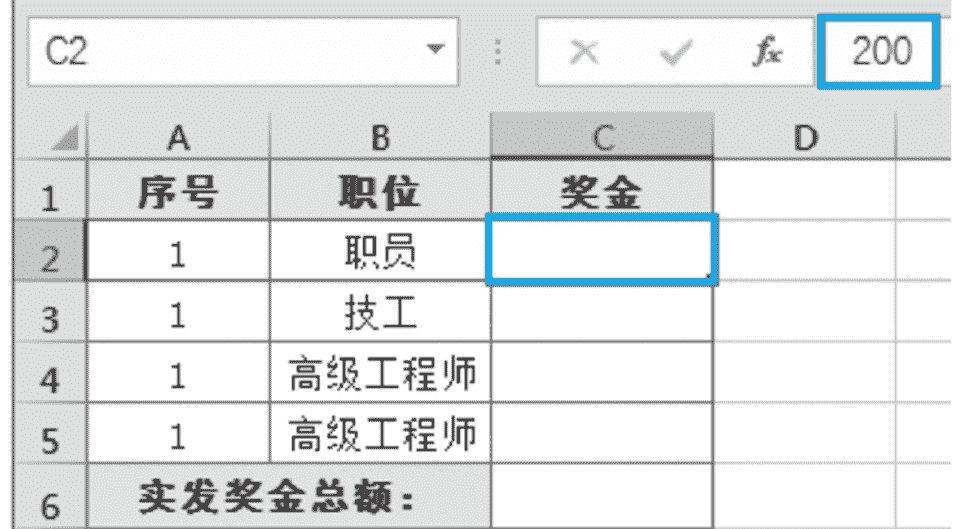 C2 fx 200
A B C D
1 序号 职位 奖金
2 1 职员
3 1 技工
4 1 高级工程师
5 1 高级工程师
6 实发奖金总额：